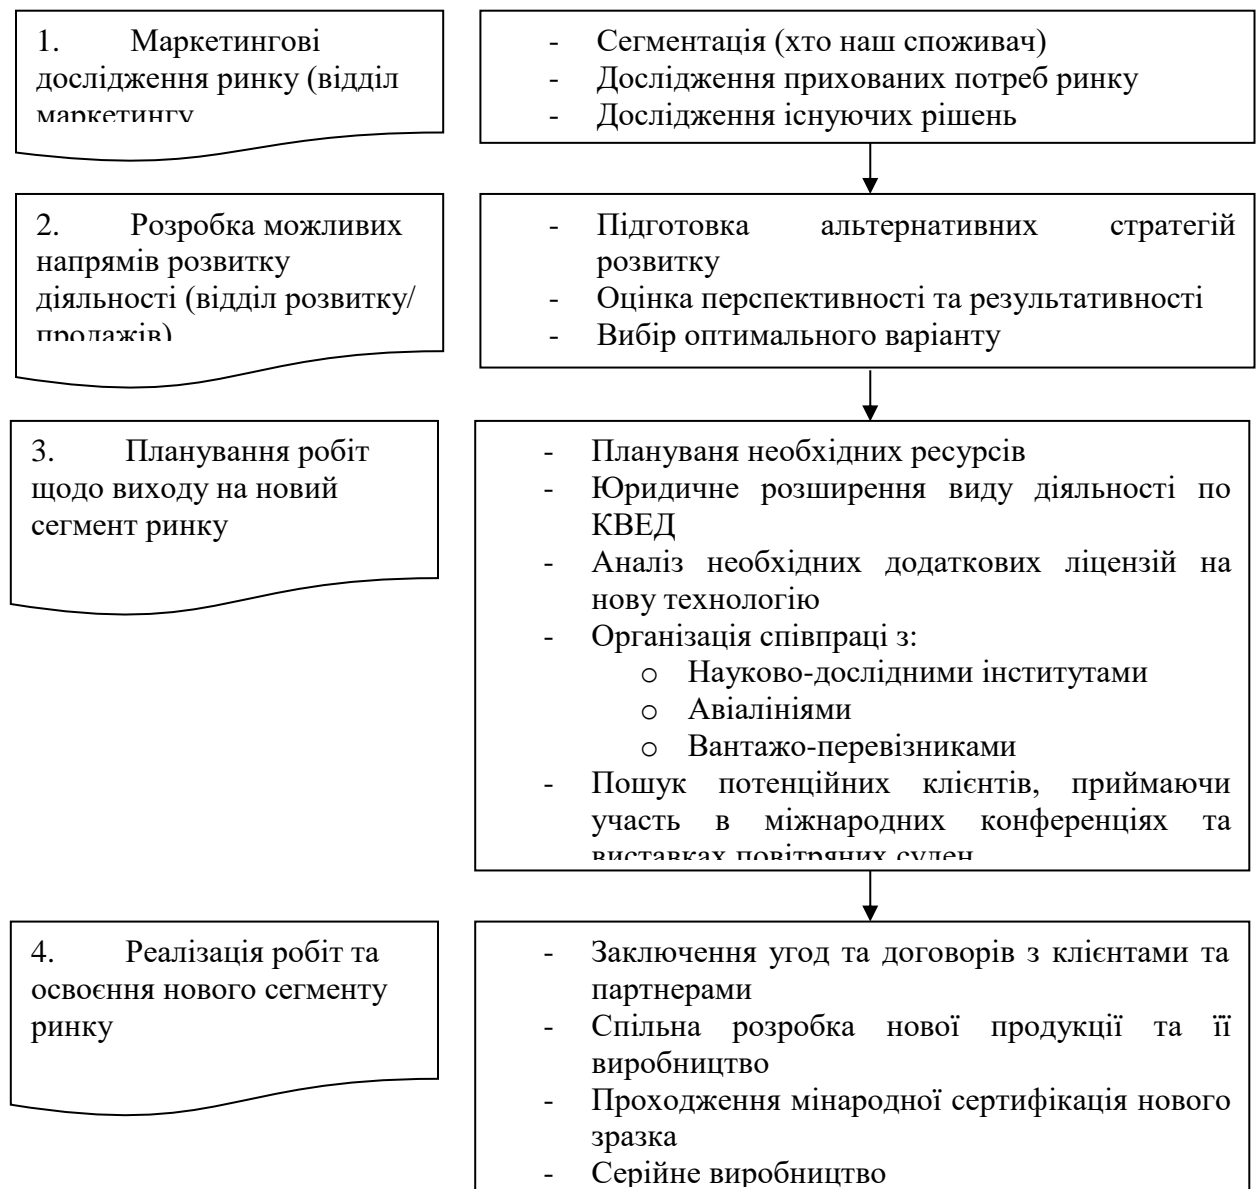 1. Маркетингові
дослідження ринку (відділ
маркетингу
- Сегментація (хто наш споживач)
- Дослідження прихованих потреб ринку
- Дослідження існуючих рішень
2. Розробка можливих
напрямів розвитку
діяльності (відділ розвитку/
продажів)
- Підготовка альтернативних стратегій
розвитку
- Оцінка перспективності та результативності
- Вибір оптимального варіанту
3. Планування робіт
щодо виходу на новий
сегмент ринку
- Плануваня необхідних ресурсів
- Юридичне розширення виду діяльності по
КВЕД
- Аналіз необхідних додаткових ліцензій на
нову технологію
- Організація співпраці з:
o Науково-дослідними інститутами
o Авіалініями
o Вантажо-перевізниками
- Пошук потенційних клієнтів, приймаючи
участь в міжнародних конференціях та
виставках повітряних суден
4. Реалізація робіт та
освоєння нового сегменту
ринку
- Заключення угод та договорів з клієнтами та
партнерами
- Спільна розробка нової продукції та її
виробництво
- Проходження мінародної сертифікація нового
зразка
- Серійне виробництво